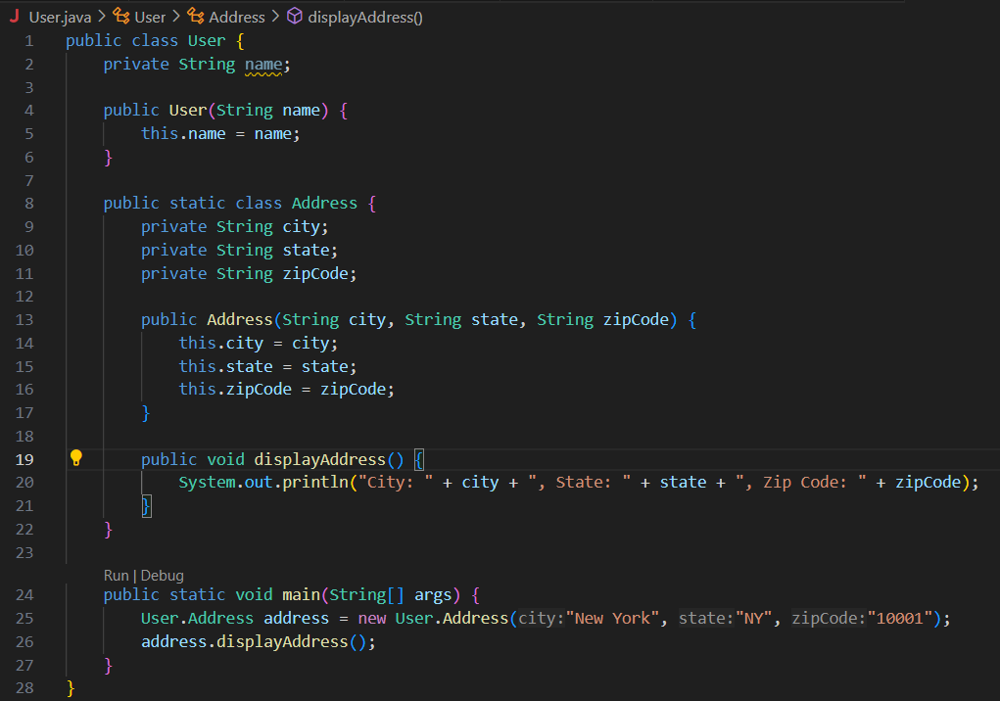 J User.java > User > Address > displayAddress()
1 public class User {
2 private String name;
3
4 public User(String name) {
5 this.name = name;
6 }
7
8 public static class Address {
9 private String city;
10 private String state;
11 private String zipCode;
12
13 public Address(String city, String state, String zipCode) {
14 this.city = city;
15 this.state = state;
16 this.zipCode = zipCode;
17 }
18
19 public void displayAddress() {
20 System.out.println("City: " + city + ", State: " + state + ", Zip Code: " + zipCode);
21 }
22 }
23
Run | Debug
24 public static void main(String[] args) {
25 User.Address address = new User.Address(city:"New York", state:"NY", zipCode:"10001");
26 address.displayAddress();
27 }
28 }